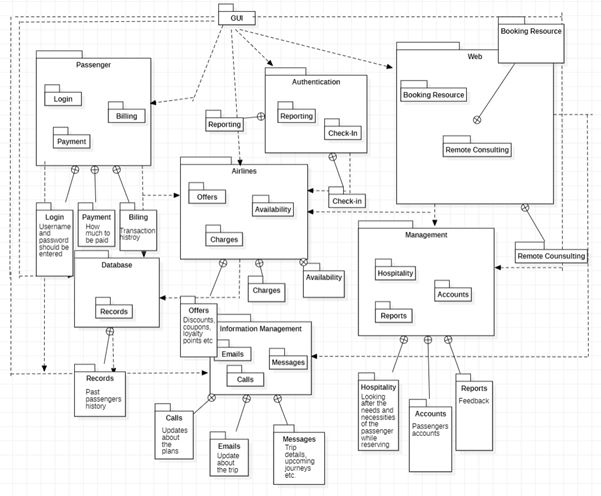 GUI
Booking Resource
Passenger
Login
Billing
Payment
Authentication
Reporting
Reporting
Check-In
Check-in
Web
Booking Resource
Remote Consulting
Remote Counsulting
Airlines
Offers
Availability
Charges
Login
Username
and
password
should be
entered
Payment
How
much to
be paid
Biling
Transaction
histroy
Database
Records
Charges
Availability
Management
Hospitality
Accounts
Reports
Offers
Discounts,
coupons,
loyalty
points etc
Information Management
Emails
Messages
Calls
Records
Past
passengers
history
Calls
Updates
about the
plans
Emails
Update
about
the trip
Messages
Trip
details,
upcoming
journeys
etc.
Hospitality
Looking
after the
needs and
necessities
of the
passenger
while
reserving
Accounts
Passengers
accounts
Reports
Feedback